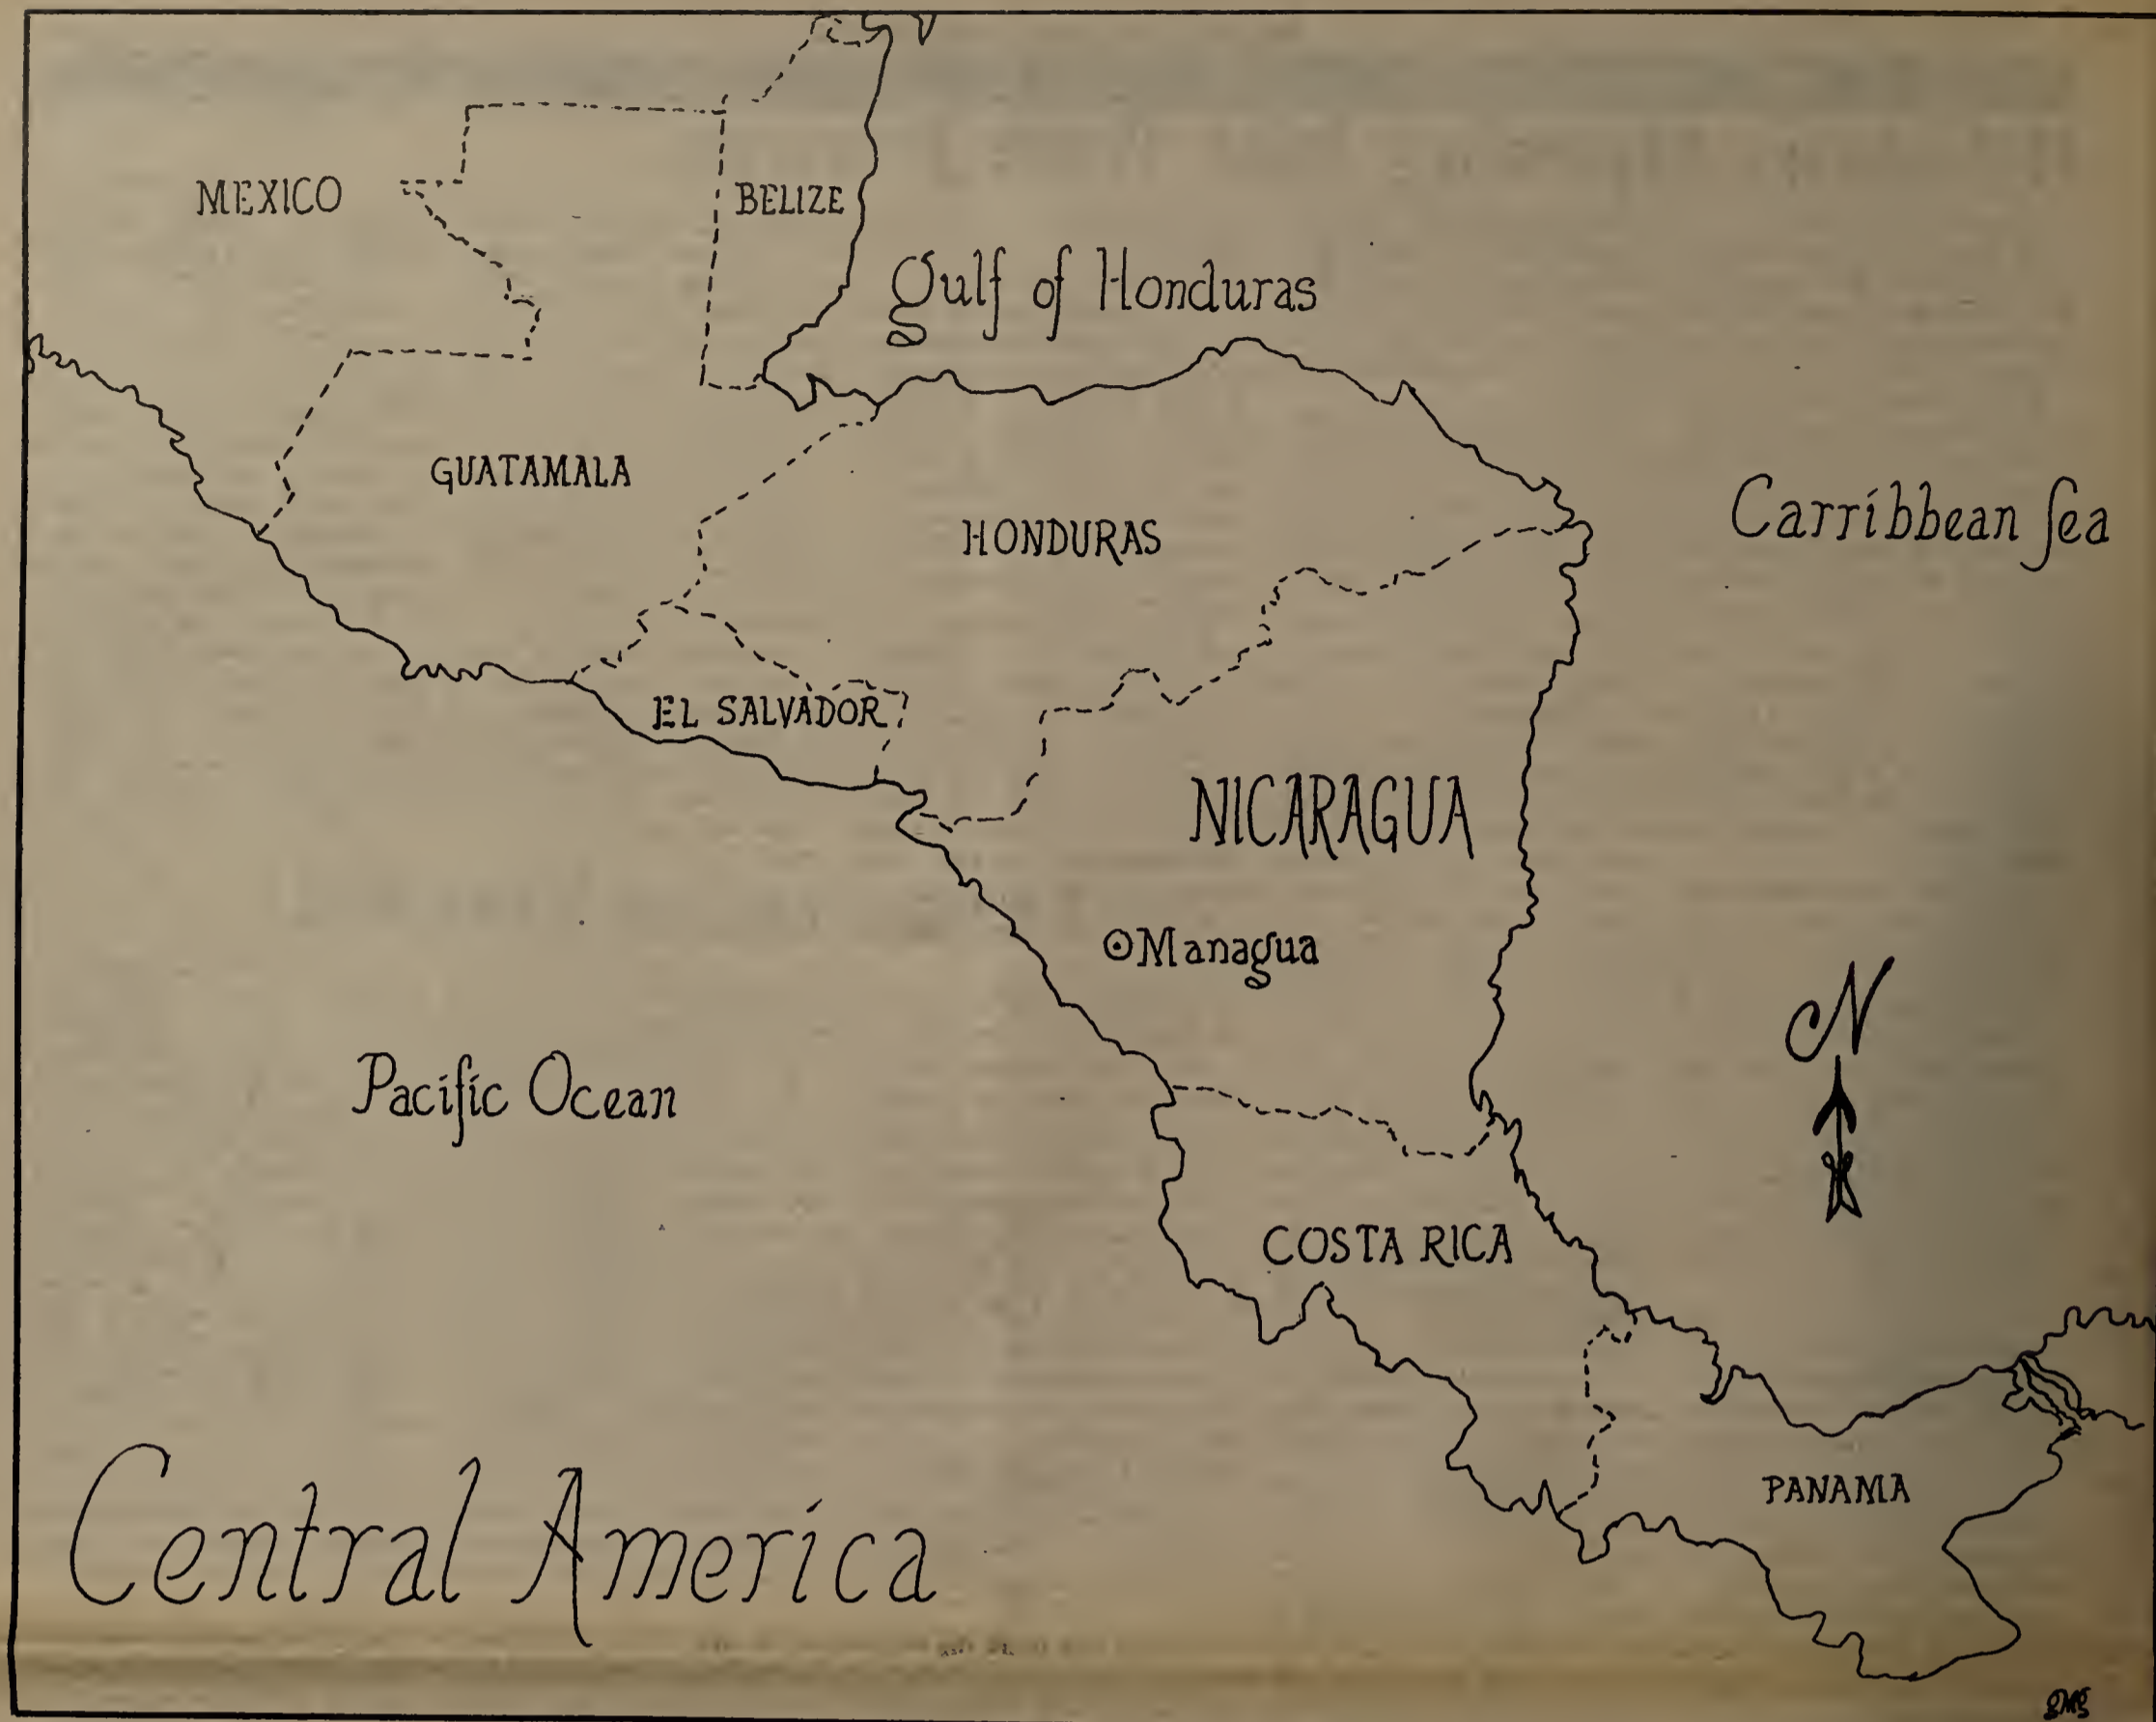 MEXICO
BELIZE
Gulf of Honduras
GUATAMALA
HONDURAS
Carribbean Sea
EL SALVADOR
NICARAGUA
Managua
N
Pacific Ocean
COSTA RICA
PANAMA
Central America
gMg